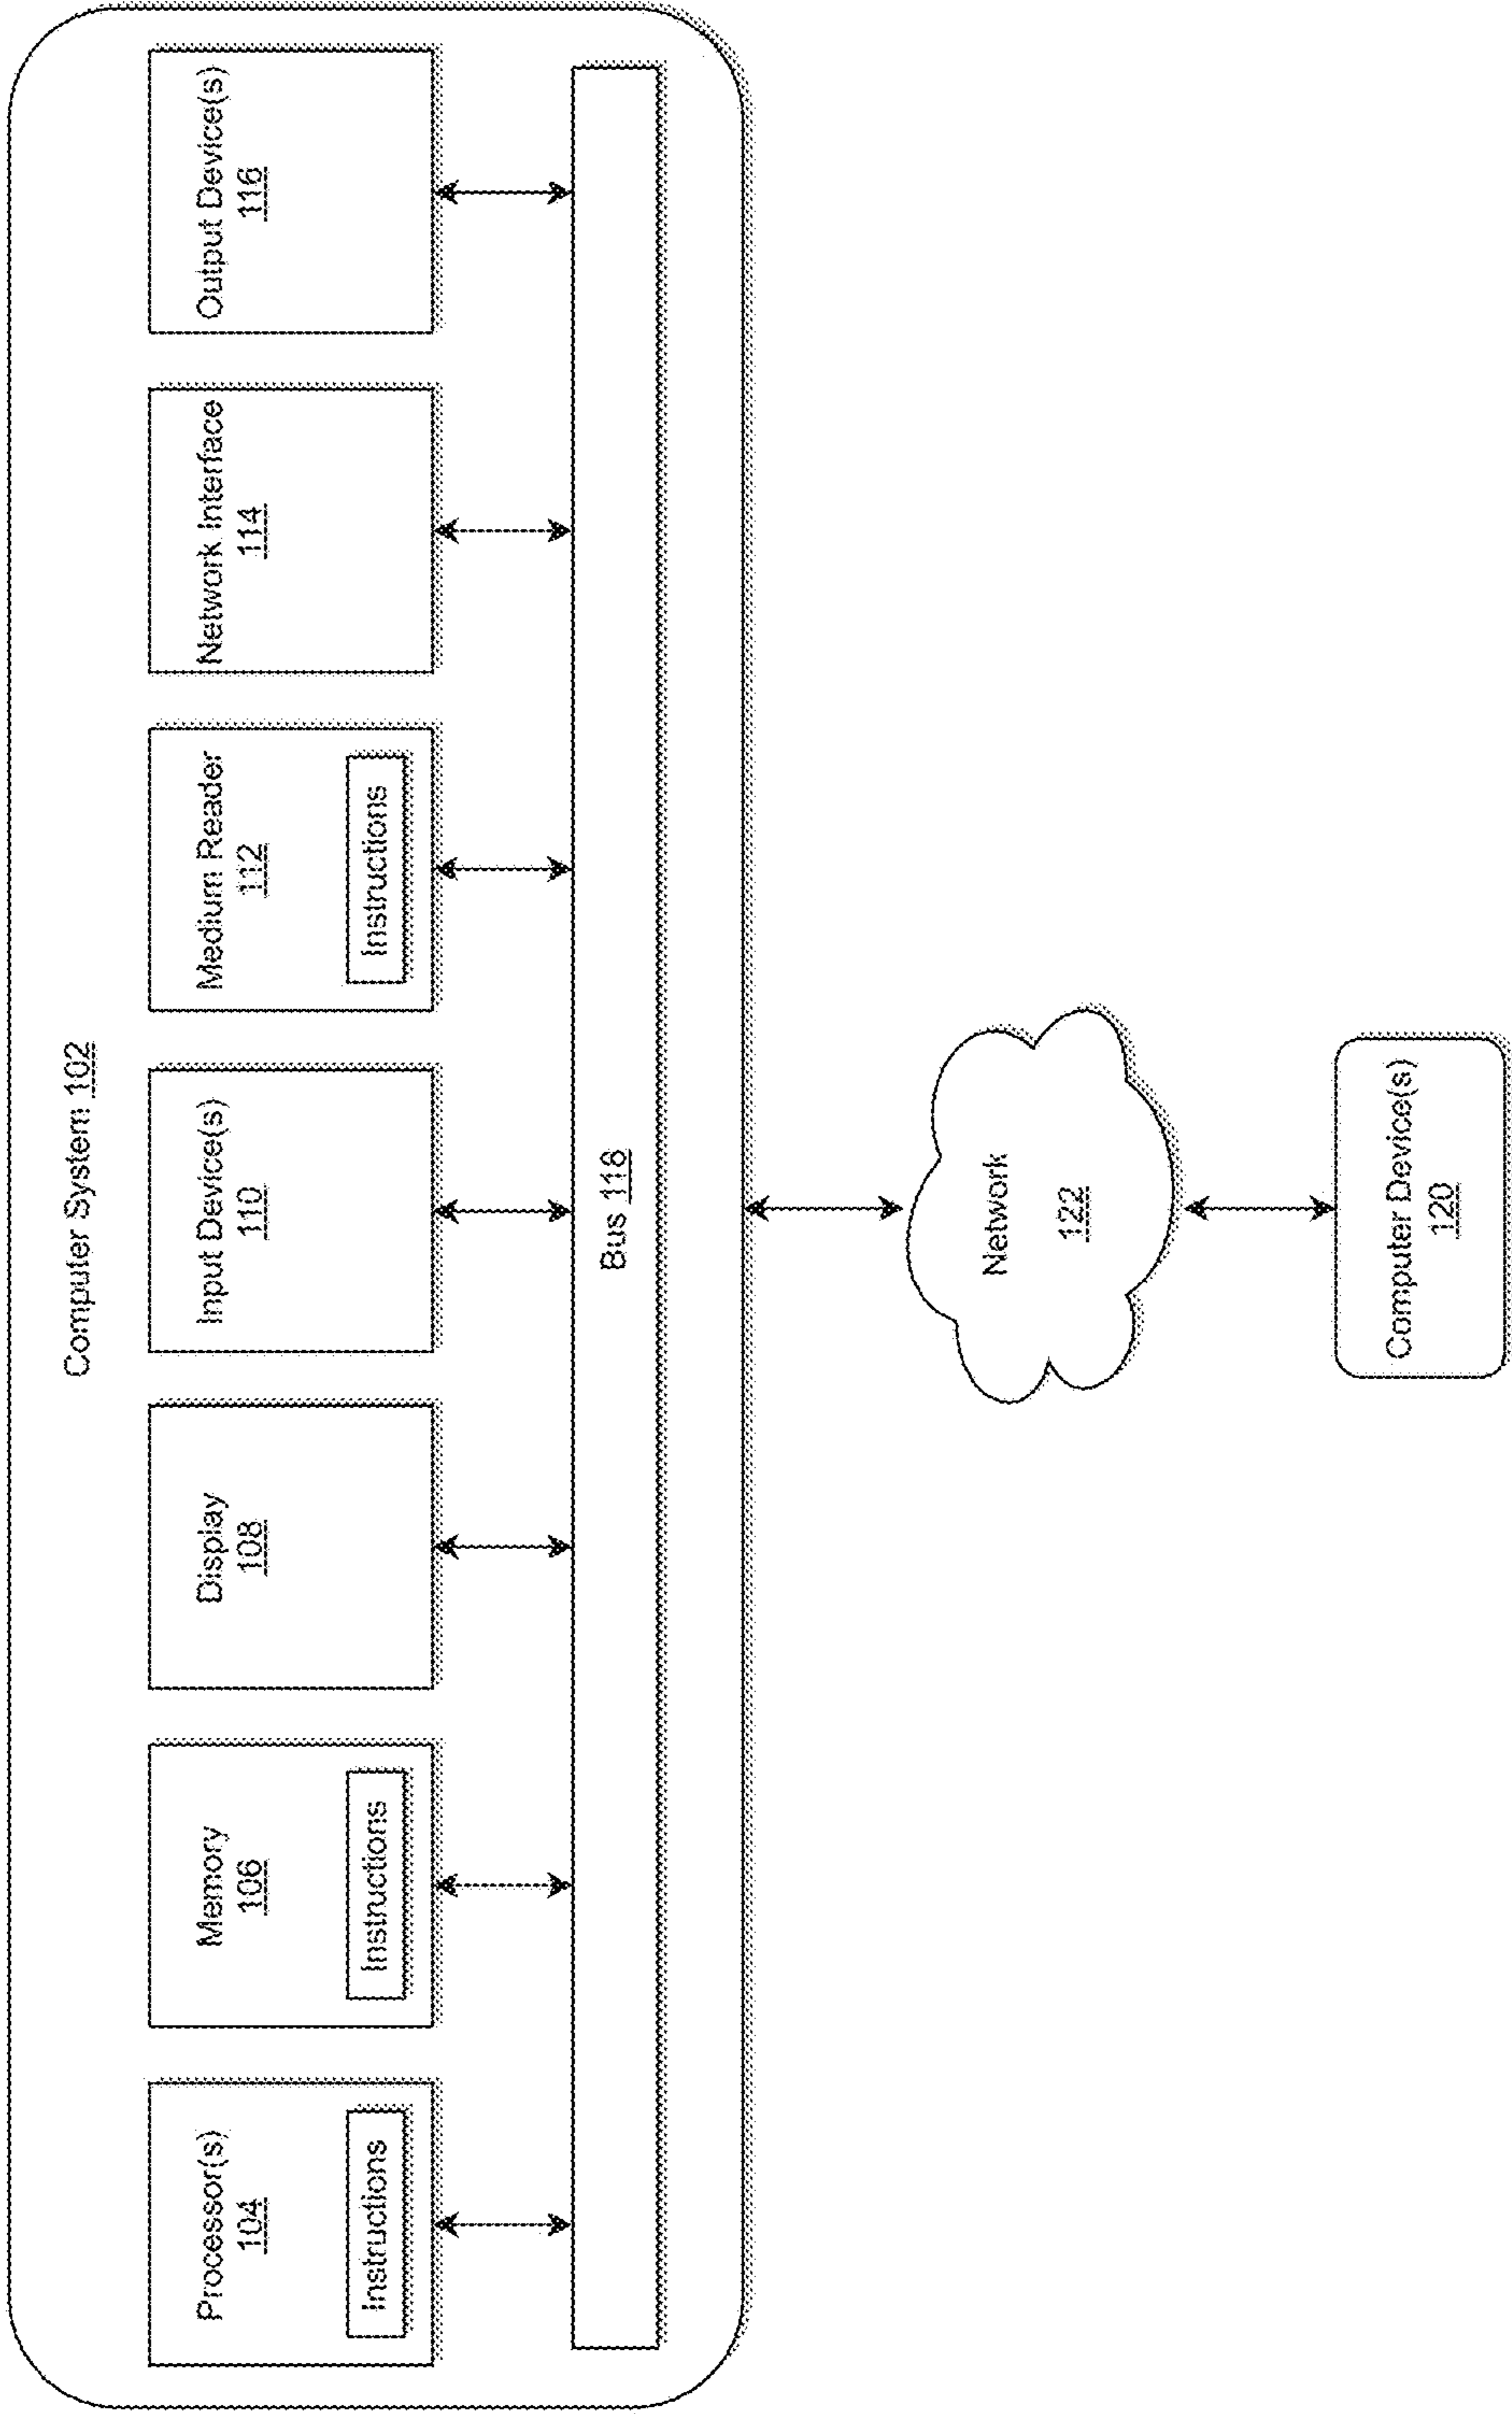 Computer System 102
Processor(s)
104
Instructions
Memory
106
Instructions
Display
108
Input Device(s)
110
Medium Reader
112
Instructions
Network Interface
114
Output Device(s)
116
Bus 118
Network
122
Computer Device(s)
120